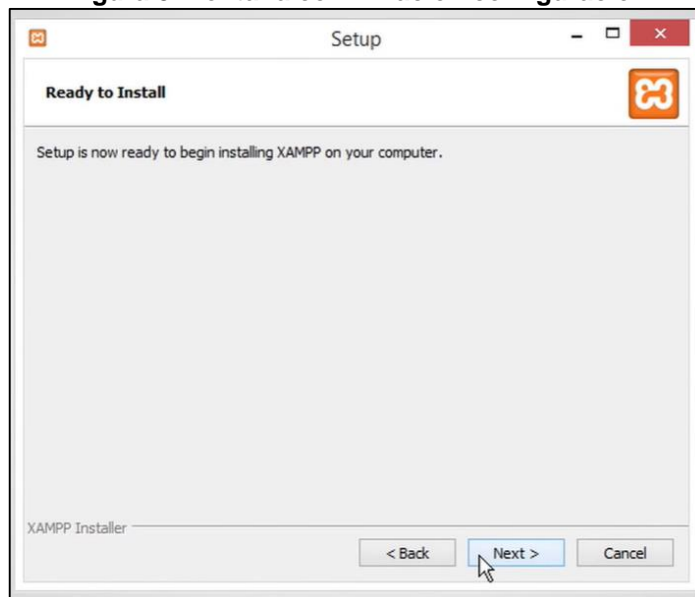 Setup
Ready to Install
Setup is now ready to begin installing XAMPP on your computer.
XAMPP Installer
< Back Next > Cancel